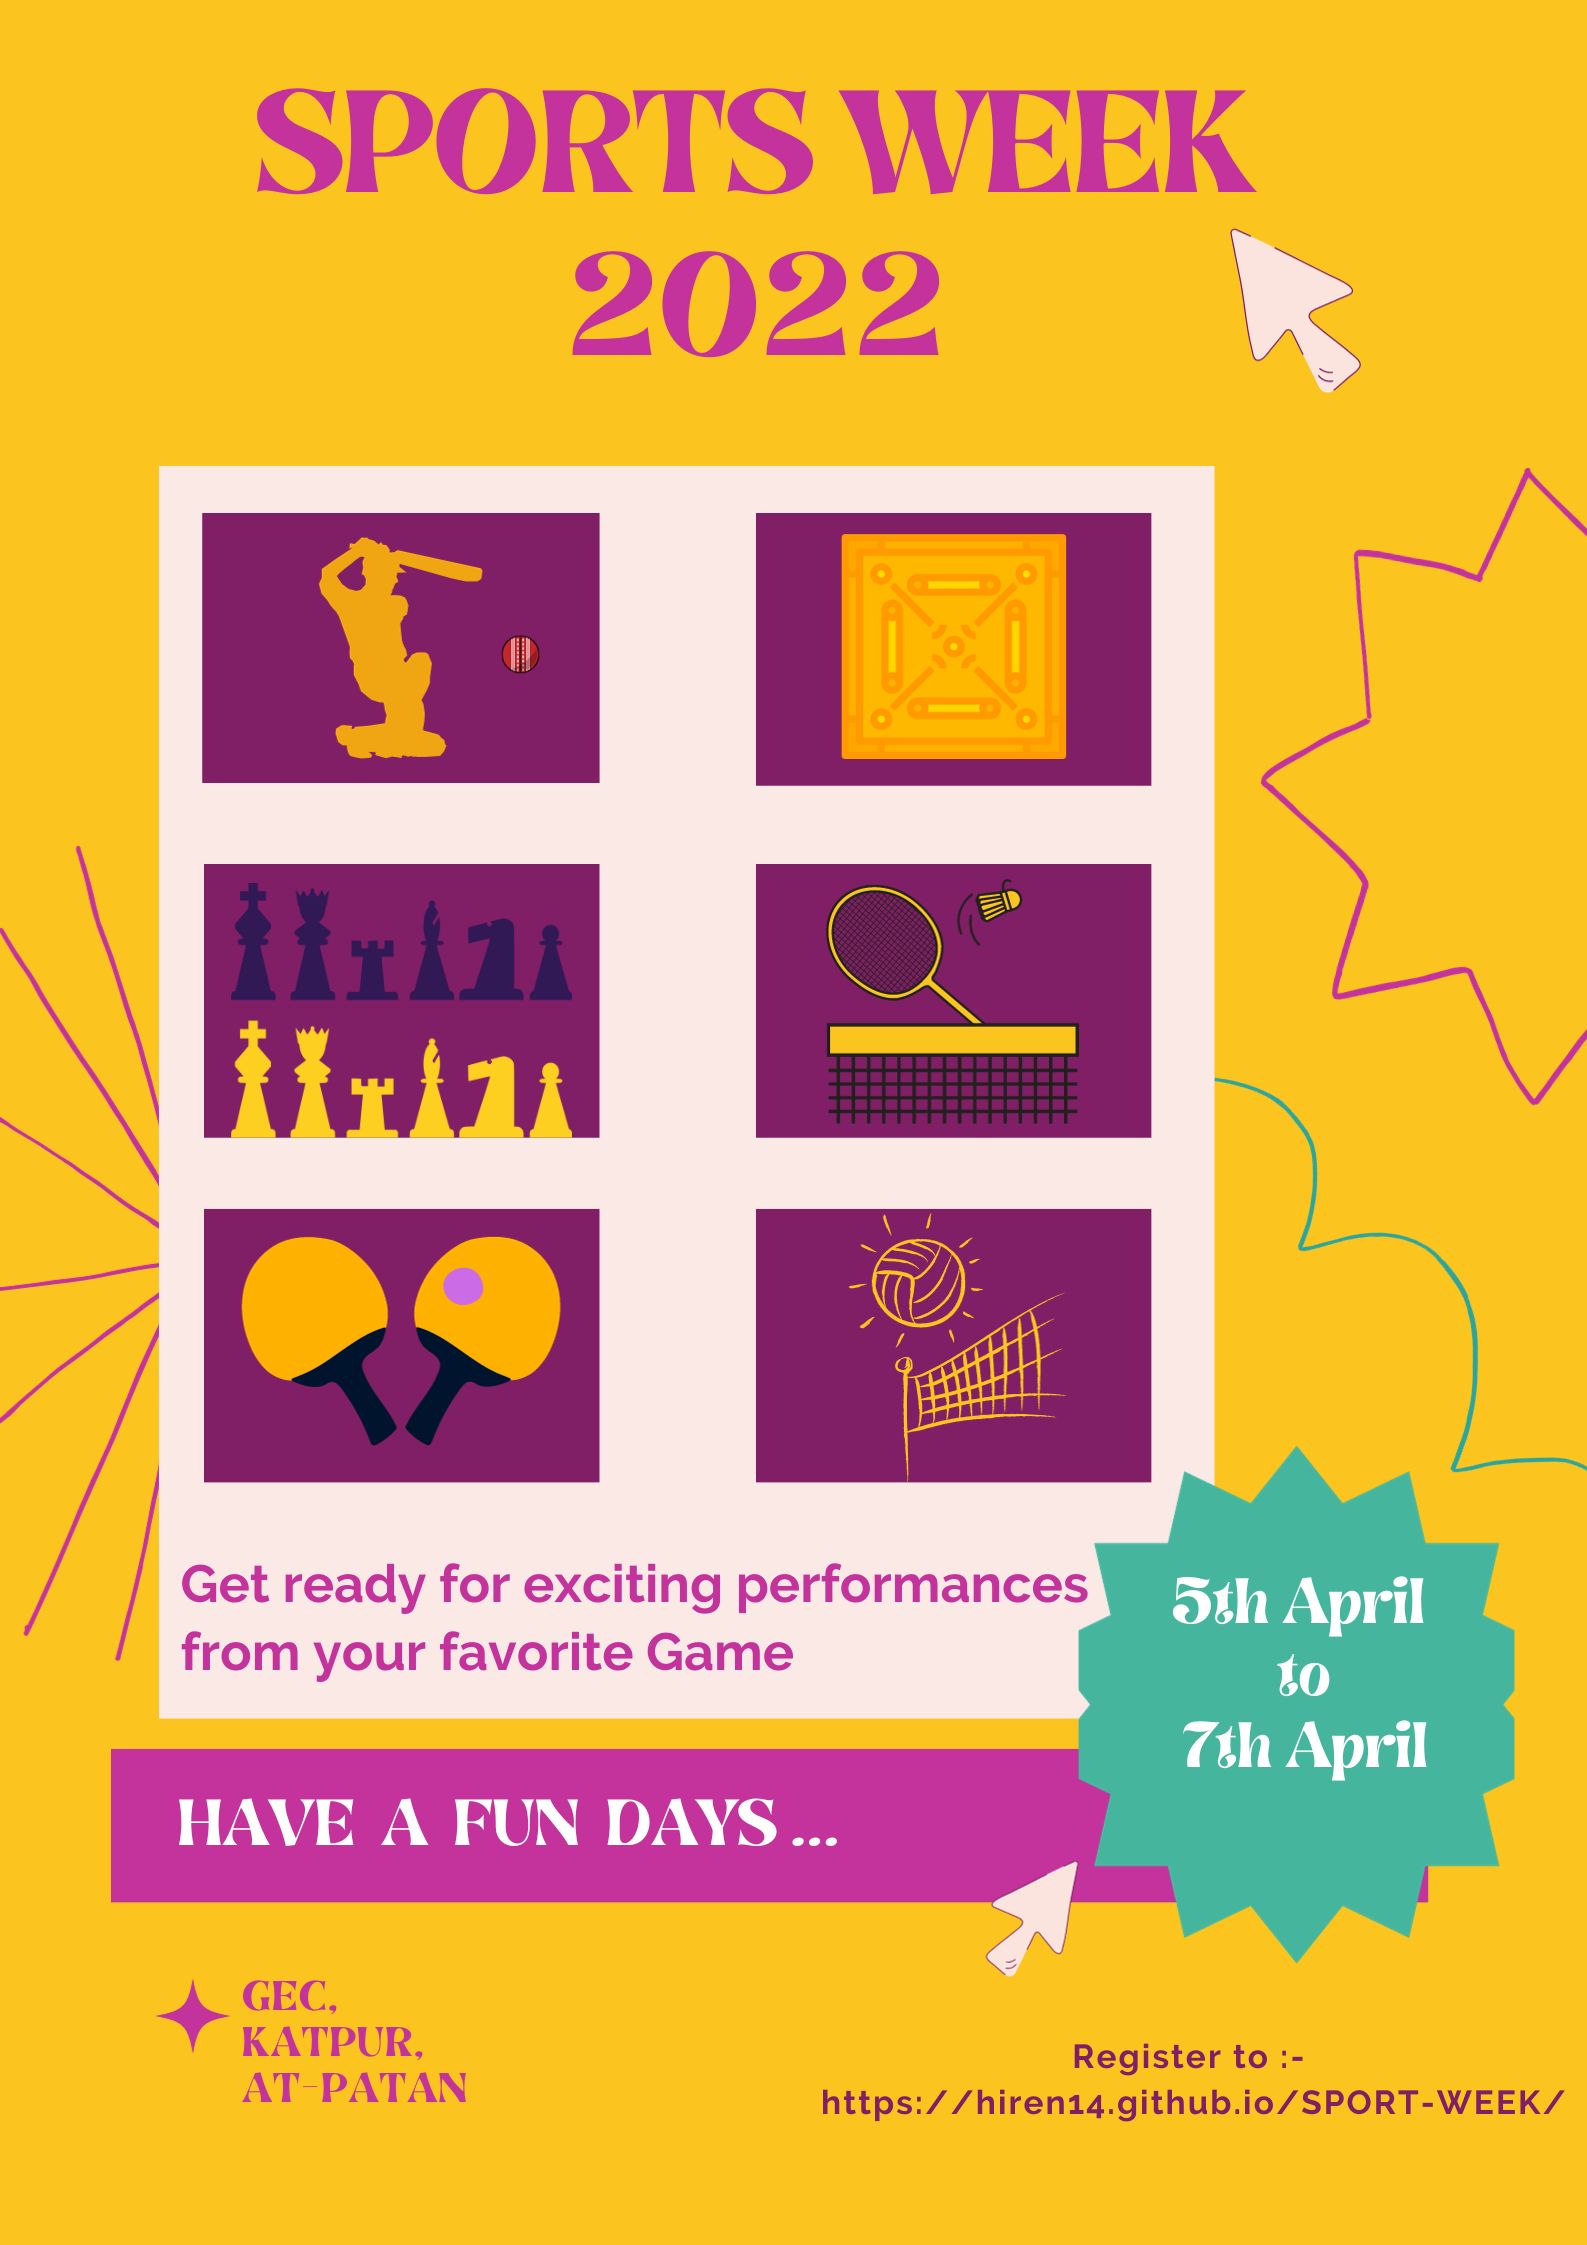 SPORTS WEEK
2022
Get ready for exciting performances
from your favorite Game
5th April
to
7th April
HAVE A FUN DAYS ...
GEC,
KATPUR,
AT-PATAN
Register to :-
https://hiren14.github.io/SPORT-WEEK/